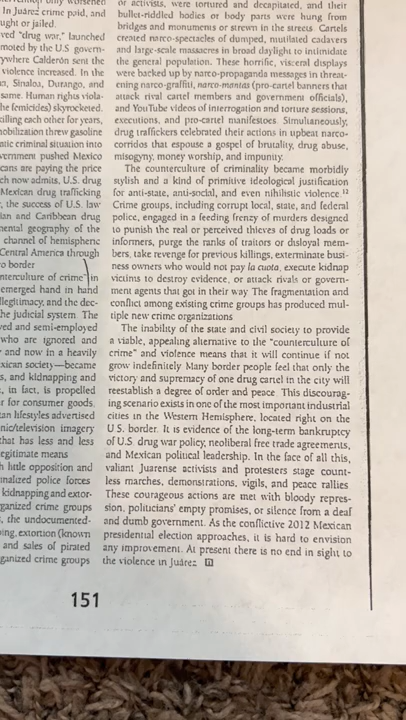 only worsened
In Juárez crime paid, and
ught or jailed.
ved "drug war," launched
moted by the U.S govern-
ywhere Calderón sent the
violence increased. In the
Sinaloa, Durango, and
same. Human rights viola-
he femicides) skyrocketed.
illing each other for years,
nobilization threw gasoline
atic criminal situation into
vernment pushed Mexico
cans are paying the price
ch now admits, U.S. drug
Mexican drug trafficking
, the success of U.S. law
ian and Caribbean drug
nental geography of the
channel of hemispheric
Central America through
o border
nterculture of crime" in
emerged hand in hand
llegitimacy, and the dec-
he judicial system. The
ved and semi-employed
who are ignored and
and now in a heavily
xican society—became
s, and kidnapping and
, in fact, is propelled
r for consumer goods.
an lifestyles advertised
nic/television imagery
that has less and less
egitimate means
h little opposition and
nalized police forces
kidnapping and extor-
ganized crime groups
, the undocumented-
ing, extortion (known
and sales of pirated
ganized crime groups
or activists, were tortured and decapitated, and their
bullet-riddled bodies or body parts were hung from
bridges and monuments or strewn in the streets Cartels
created narco-spectacles of dumped, mutilated cadavers
and large-scale massacres in broad daylight to intimidate
the general population. These horrific, visceral displays
were backed up by narco-propaganda messages in threat-
ening narco-graffiti, narco-mantas (pro-cartel banners that
attack rival cartel members and government officials),
and YouTube videos of interrogation and torture sessions,
executions, and pro-cartel manifestoes. Simultaneously,
drug traffickers celebrated their actions in upbeat narco-
corridos that espouse a gospel of brutality, drug abuse,
misogyny, money worship, and impunity.
The counterculture of criminality became morbidly
stylish and a kind of primitive ideological justification
for anti-state, anti-social, and even nihilistic violence.12
Crime groups, including corrupt local, state, and federal
police, engaged in a feeding frenzy of murders designed
to punish the real or perceived thieves of drug loads or
informers, purge the ranks of traitors or disloyal mem-
bers, take revenge for previous killings, exterminate busi-
ness owners who would not pay la cuota, execute kidnap
victims to destroy evidence, or attack rivals or govern-
ment agents that got in their way The fragmentation and
conflict among existing crime groups has produced mul-
tiple new crime organizations
The inability of the state and civil society to provide
a viable, appealing alternative to the "counterculture of
crime" and violence means that it will continue if not
grow indefinitely Many border people feel that only the
victory and supremacy of one drug cartel in the city will
reestablish a degree of order and peace This discourag-
ing scenario exists in one of the most important industrial
cities in the Western Hemisphere, located right on the
U.S. border. It is evidence of the long-term bankruptcy
of U.S. drug war policy, neoliberal free trade agreements,
and Mexican political leadership. In the face of all this,
valiant Juarense activists and protesters stage count-
less marches, demonstrations, vigils, and peace rallies
These courageous actions are met with bloody repres-
sion, politicians' empty promises, or silence from a deaf
and dumb government. As the conflictive 2012 Mexican
presidential election approaches, it is hard to envision
any improvement. At present there is no end in sight to
the violence in Juárez
151